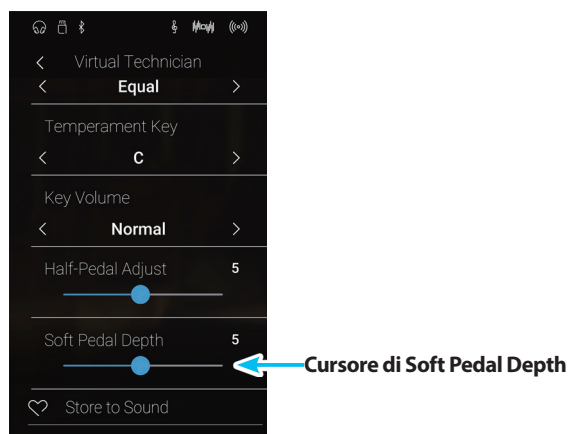 Virtual Technician
Equal
Temperament Key
C
Key Volume
Normal
Half-Pedal Adjust 5
Soft Pedal Depth 5
Cursore di Soft Pedal Depth
Store to Sound